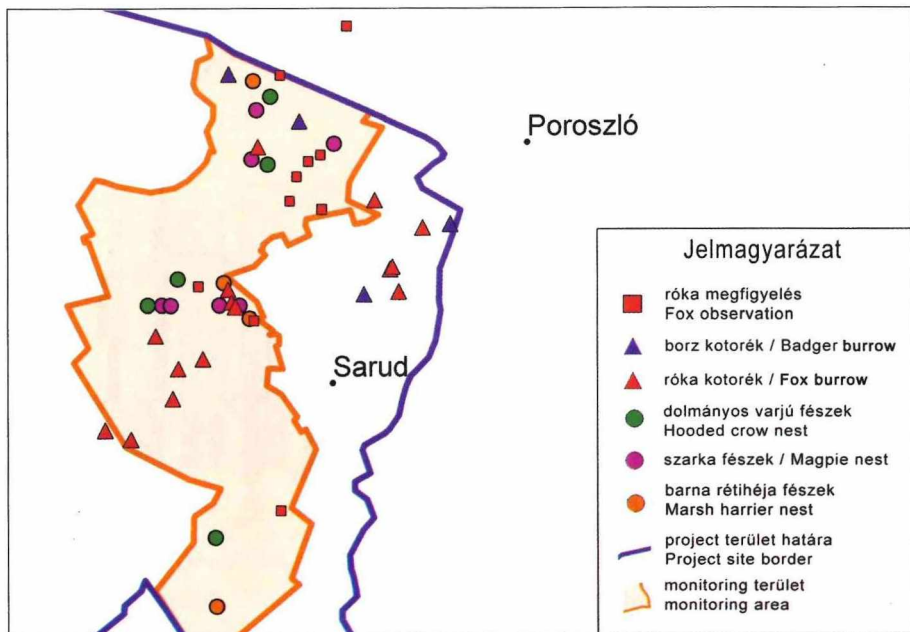 Poroszló
Sarud
Jelmagyarázat
róka megfigyelés
Fox observation
borz kotorék / Badger burrow
róka kotorék / Fox burrow
dolmányos varjú fészek
Hooded crow nest
szarka fészek / Magpie nest
barna rétihéja fészek
Marsh harrier nest
project terület határa
Project site border
monitoring terület
monitoring area